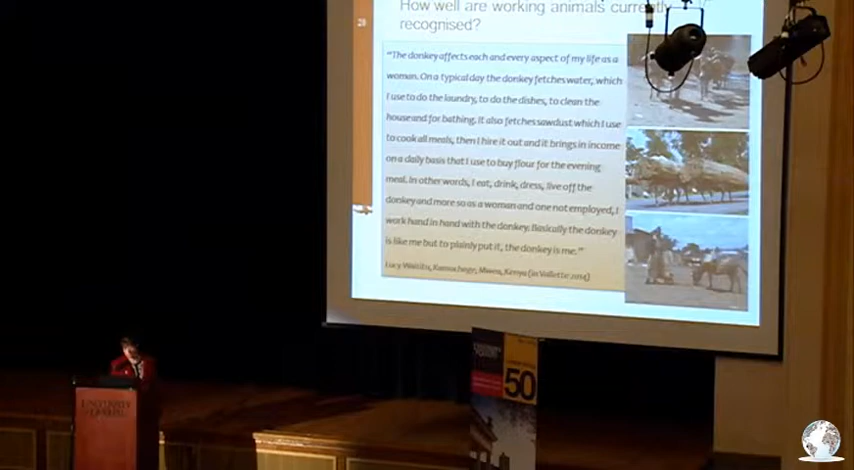 28
How well are working animals currently
recognised?
"The donkey affects each and every aspect of my life as a
woman. On a typical day the donkey fetches water, which
I use to do the laundry, to do the dishes, to clean the
house and for bathing. It also fetches sawdust which I use
to cook all meals, then I hire it out and it brings in income
on a daily basis that I use to buy flour for the evening
meal. In other words, I eat, drink, dress, live off the
donkey and more so as a woman and one not employed, I
work hand in hand with the donkey. Basically the donkey
is like me but to plainly put it, the donkey is me."
Lucy Waititu, Mwea, Kenya (in Vallette 2014)
UNIVERSITY
50